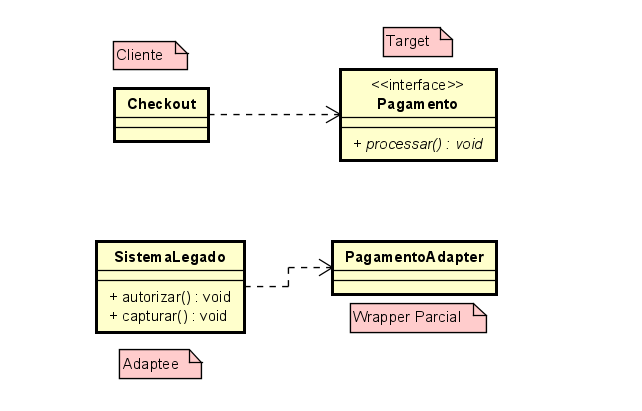 Target
Cliente
<<interface>>
Checkout
Pagamento
+ processar() : void
SistemaLegado
PagamentoAdapter
+ autorizar() : void
+ capturar() : void
Wrapper Parcial
Adaptee